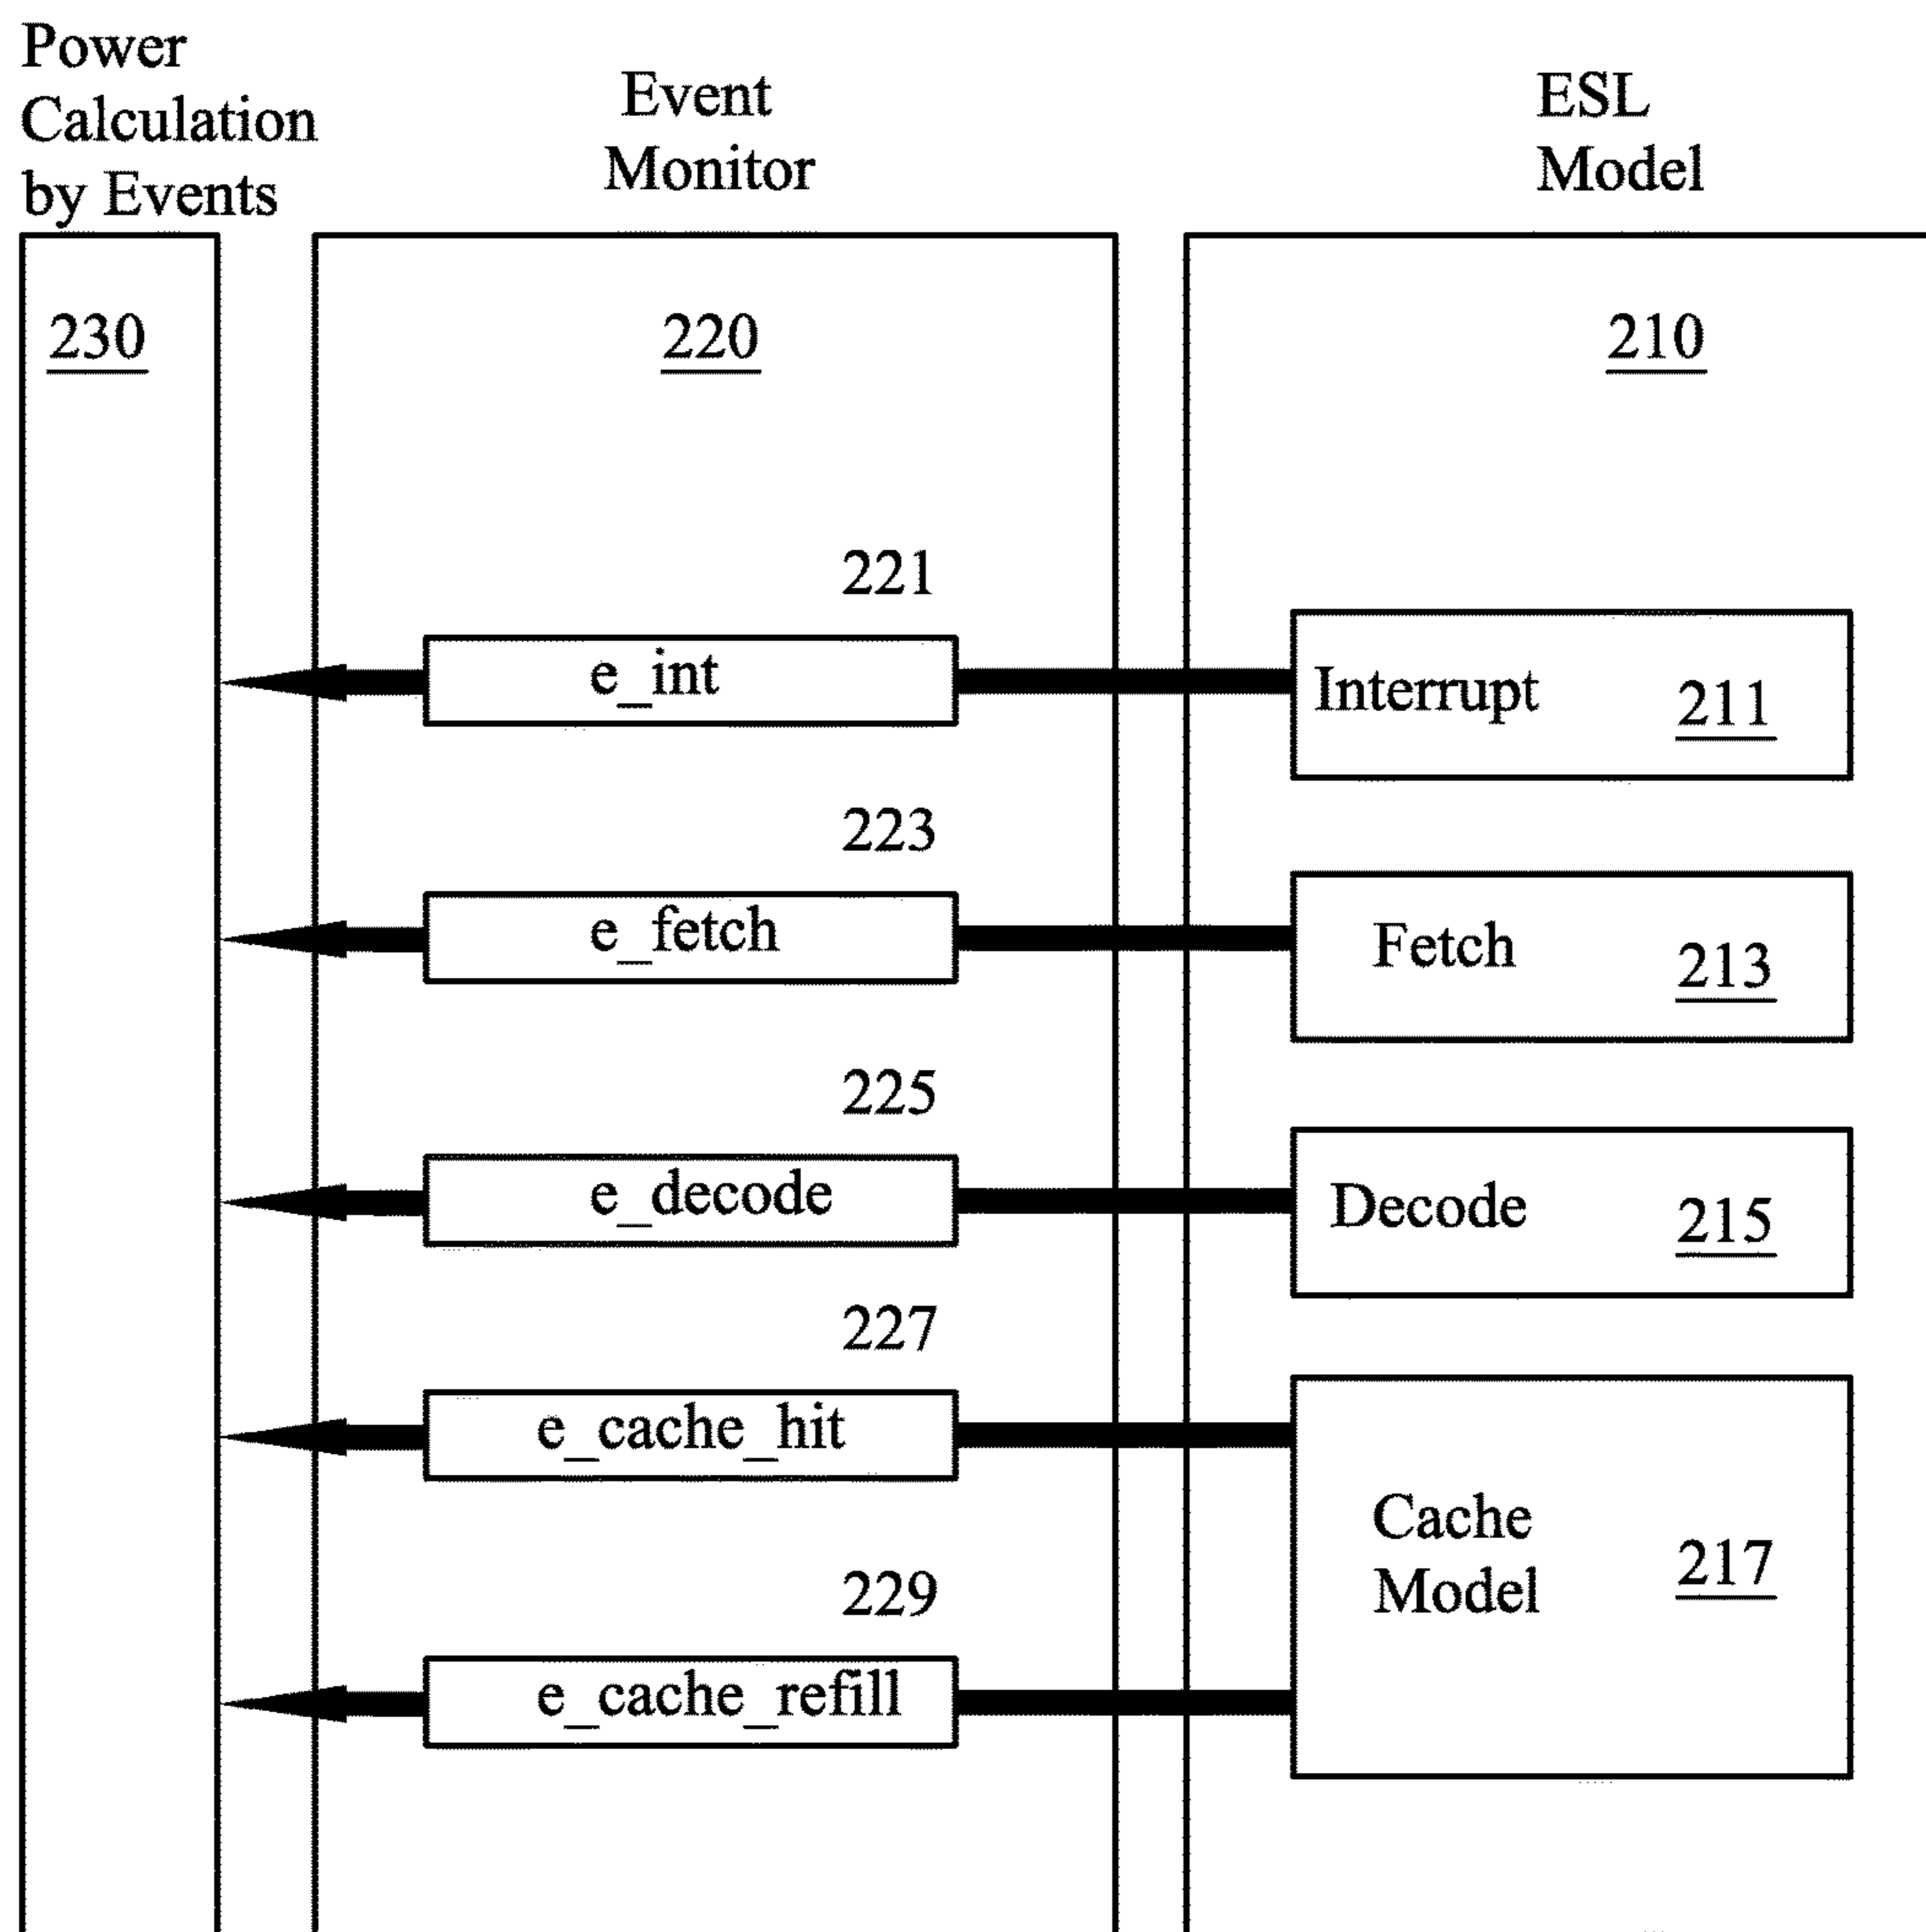 Power
Calculation
by Events
Event
Monitor
ESL
Model
230
220
210
221
e_int
Interrupt
211
223
e_fetch
Fetch
213
225
e_decode
Decode
215
227
e_cache_hit
Cache
Model
217
229
e_cache_refill